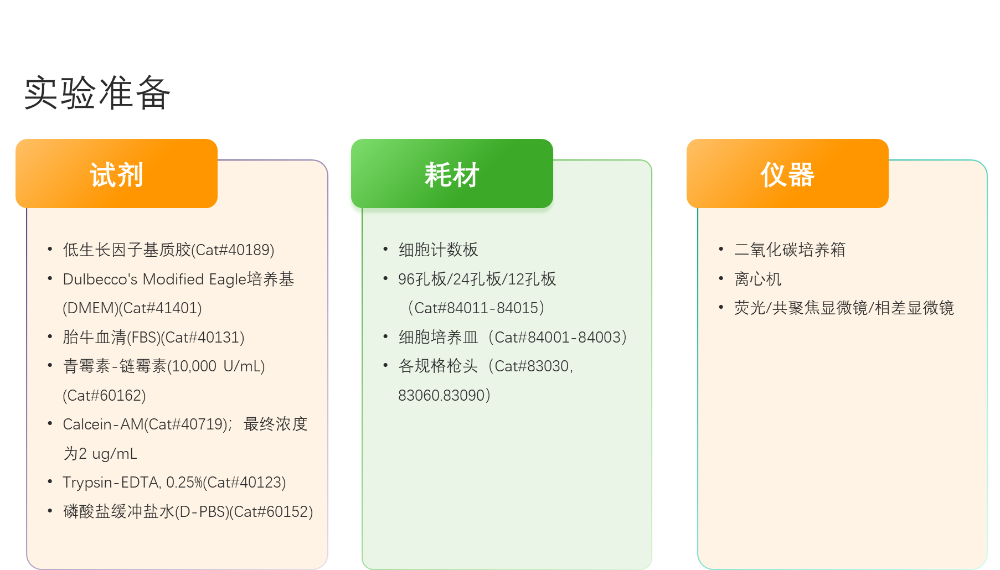 实验准备
试剂
• 低生长因子基质胶(Cat#40189)
• Dulbecco's Modified Eagle培养基
(DMEM)(Cat#41401)
• 胎牛血清(FBS)(Cat#40131)
• 青霉素-链霉素(10,000 U/mL)
(Cat#60162)
• Calcein-AM(Cat#40719)；最终浓度
为2 ug/mL
• Trypsin-EDTA, 0.25%(Cat#40123)
• 磷酸盐缓冲盐水(D-PBS)(Cat#60152)
耗材
• 细胞计数板
• 96孔板/24孔板/12孔板
（Cat#84011-84015）
• 细胞培养皿（Cat#84001-84003）
• 各规格枪头（Cat#83030,
83060.83090）
仪器
• 二氧化碳培养箱
• 离心机
• 荧光/共聚焦显微镜/相差显微镜